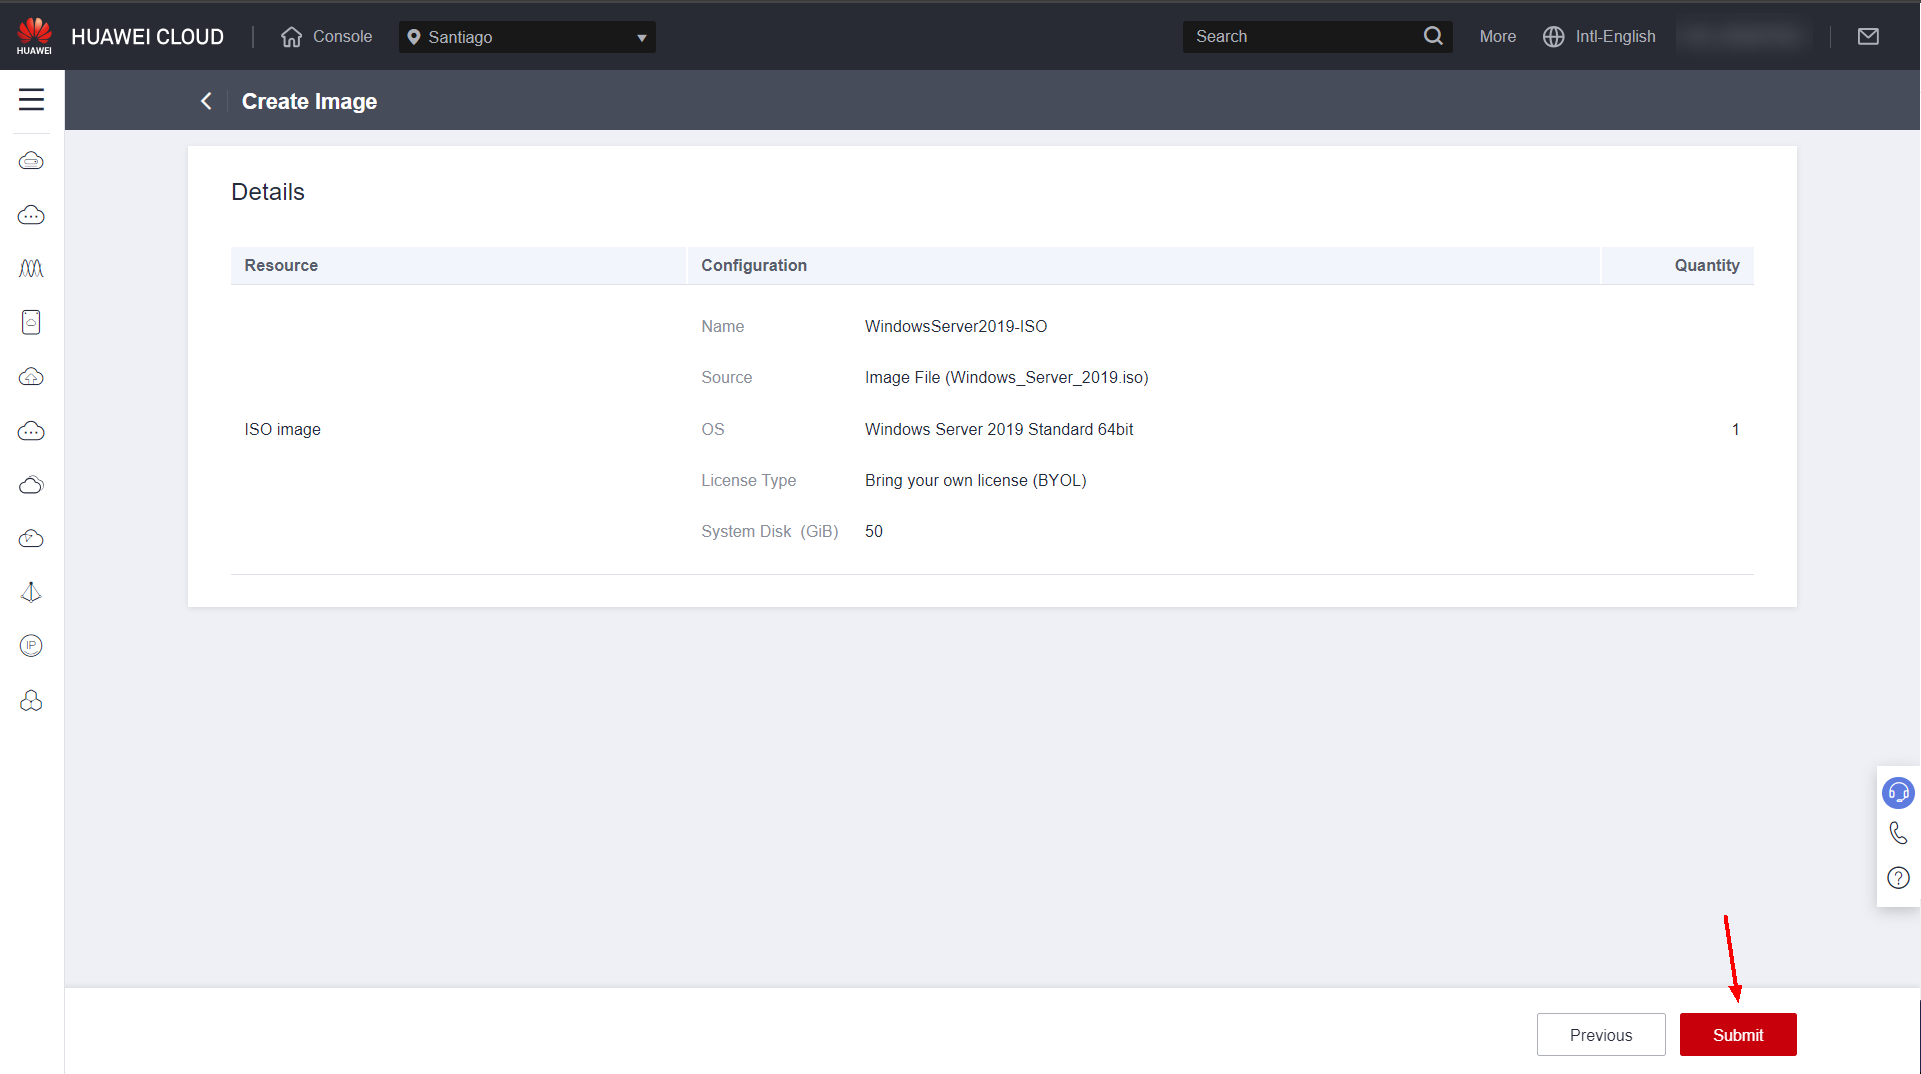 HUAWEI
HUAWEI CLOUD
Console
Santiago
Search
More
Intl-English
Create Image
Details
Resource
Configuration
Quantity
Name
WindowsServer2019-ISO
Source
Image File (Windows_Server_2019.iso)
ISO image
OS
Windows Server 2019 Standard 64bit
1
License Type
Bring your own license (BYOL)
System Disk (GiB)
50
IP
?
Previous
Submit